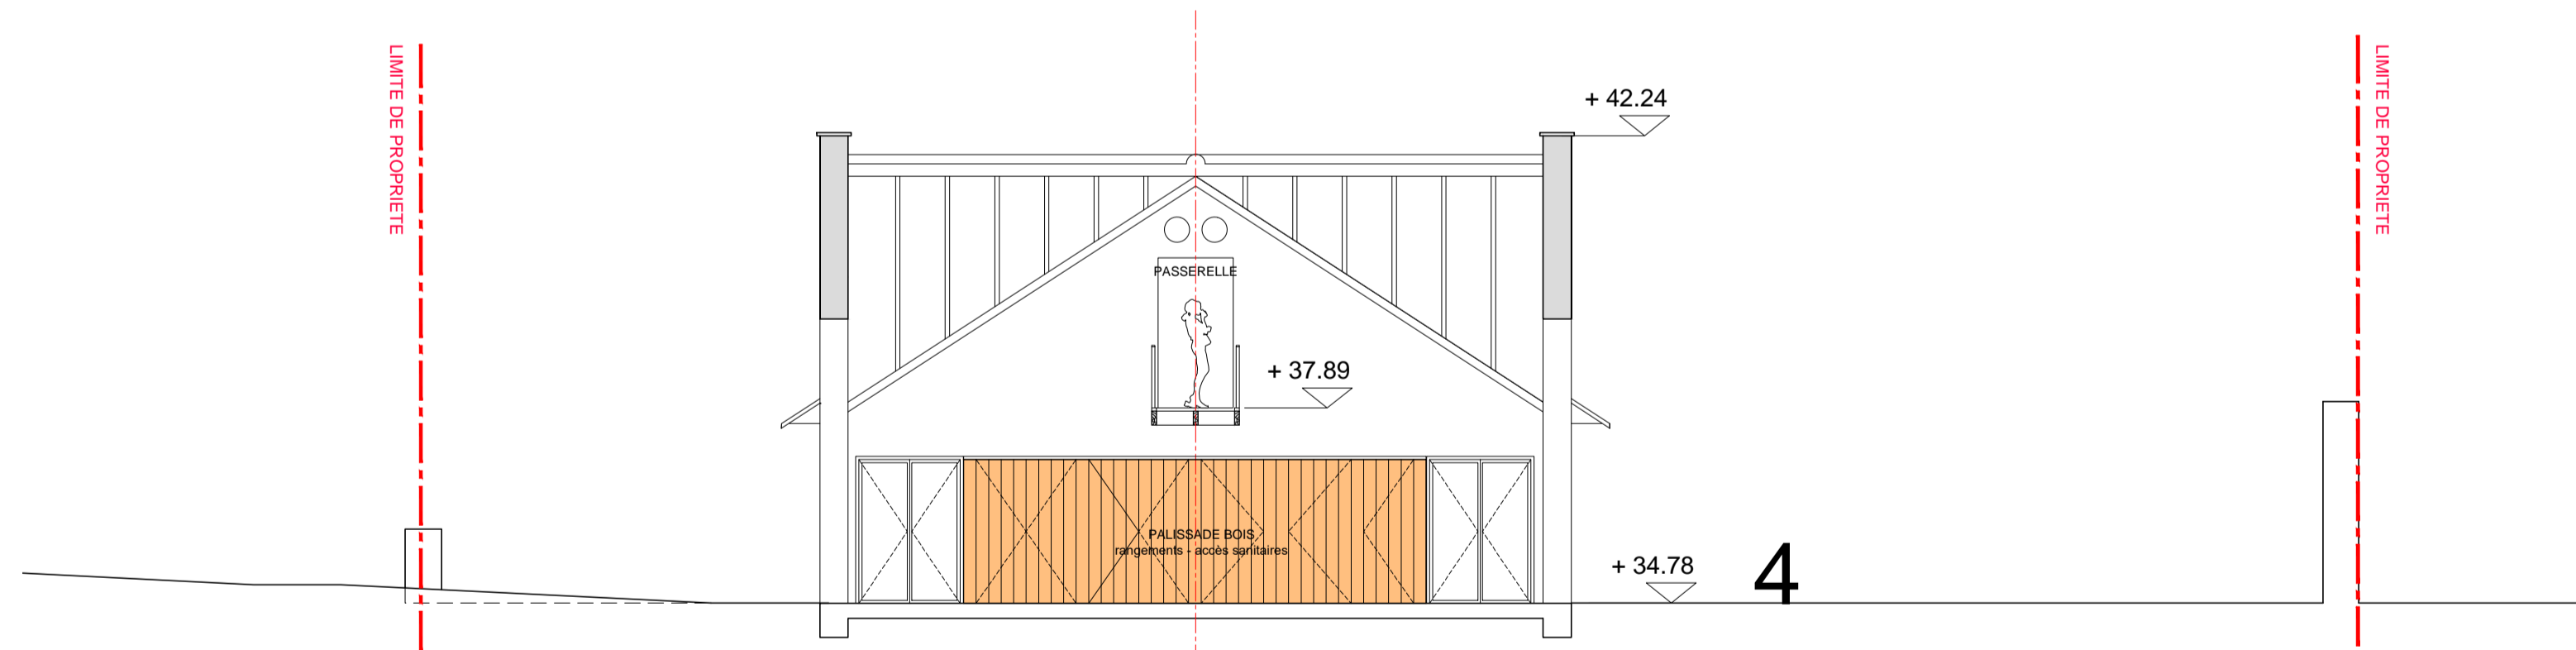 LIMITE DE PROPRIETE
LIMITE DE PROPRIETE
+ 42.24
PASSERELLE
+ 37.89
PALISSADE BOIS
rangements - accès sanitaires
+ 34.78
4